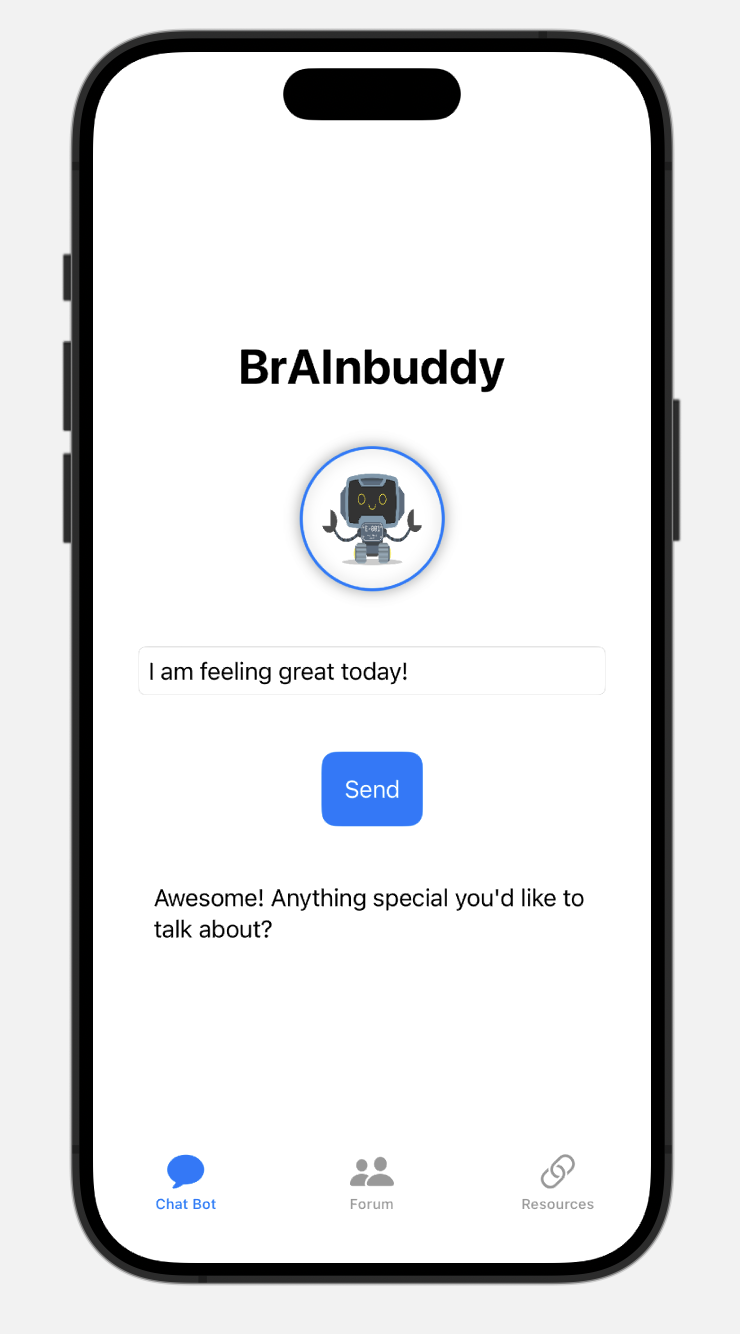 BrAInbuddy
I am feeling great today!
Send
Awesome! Anything special you'd like to
talk about?
Chat Bot
Forum
Resources